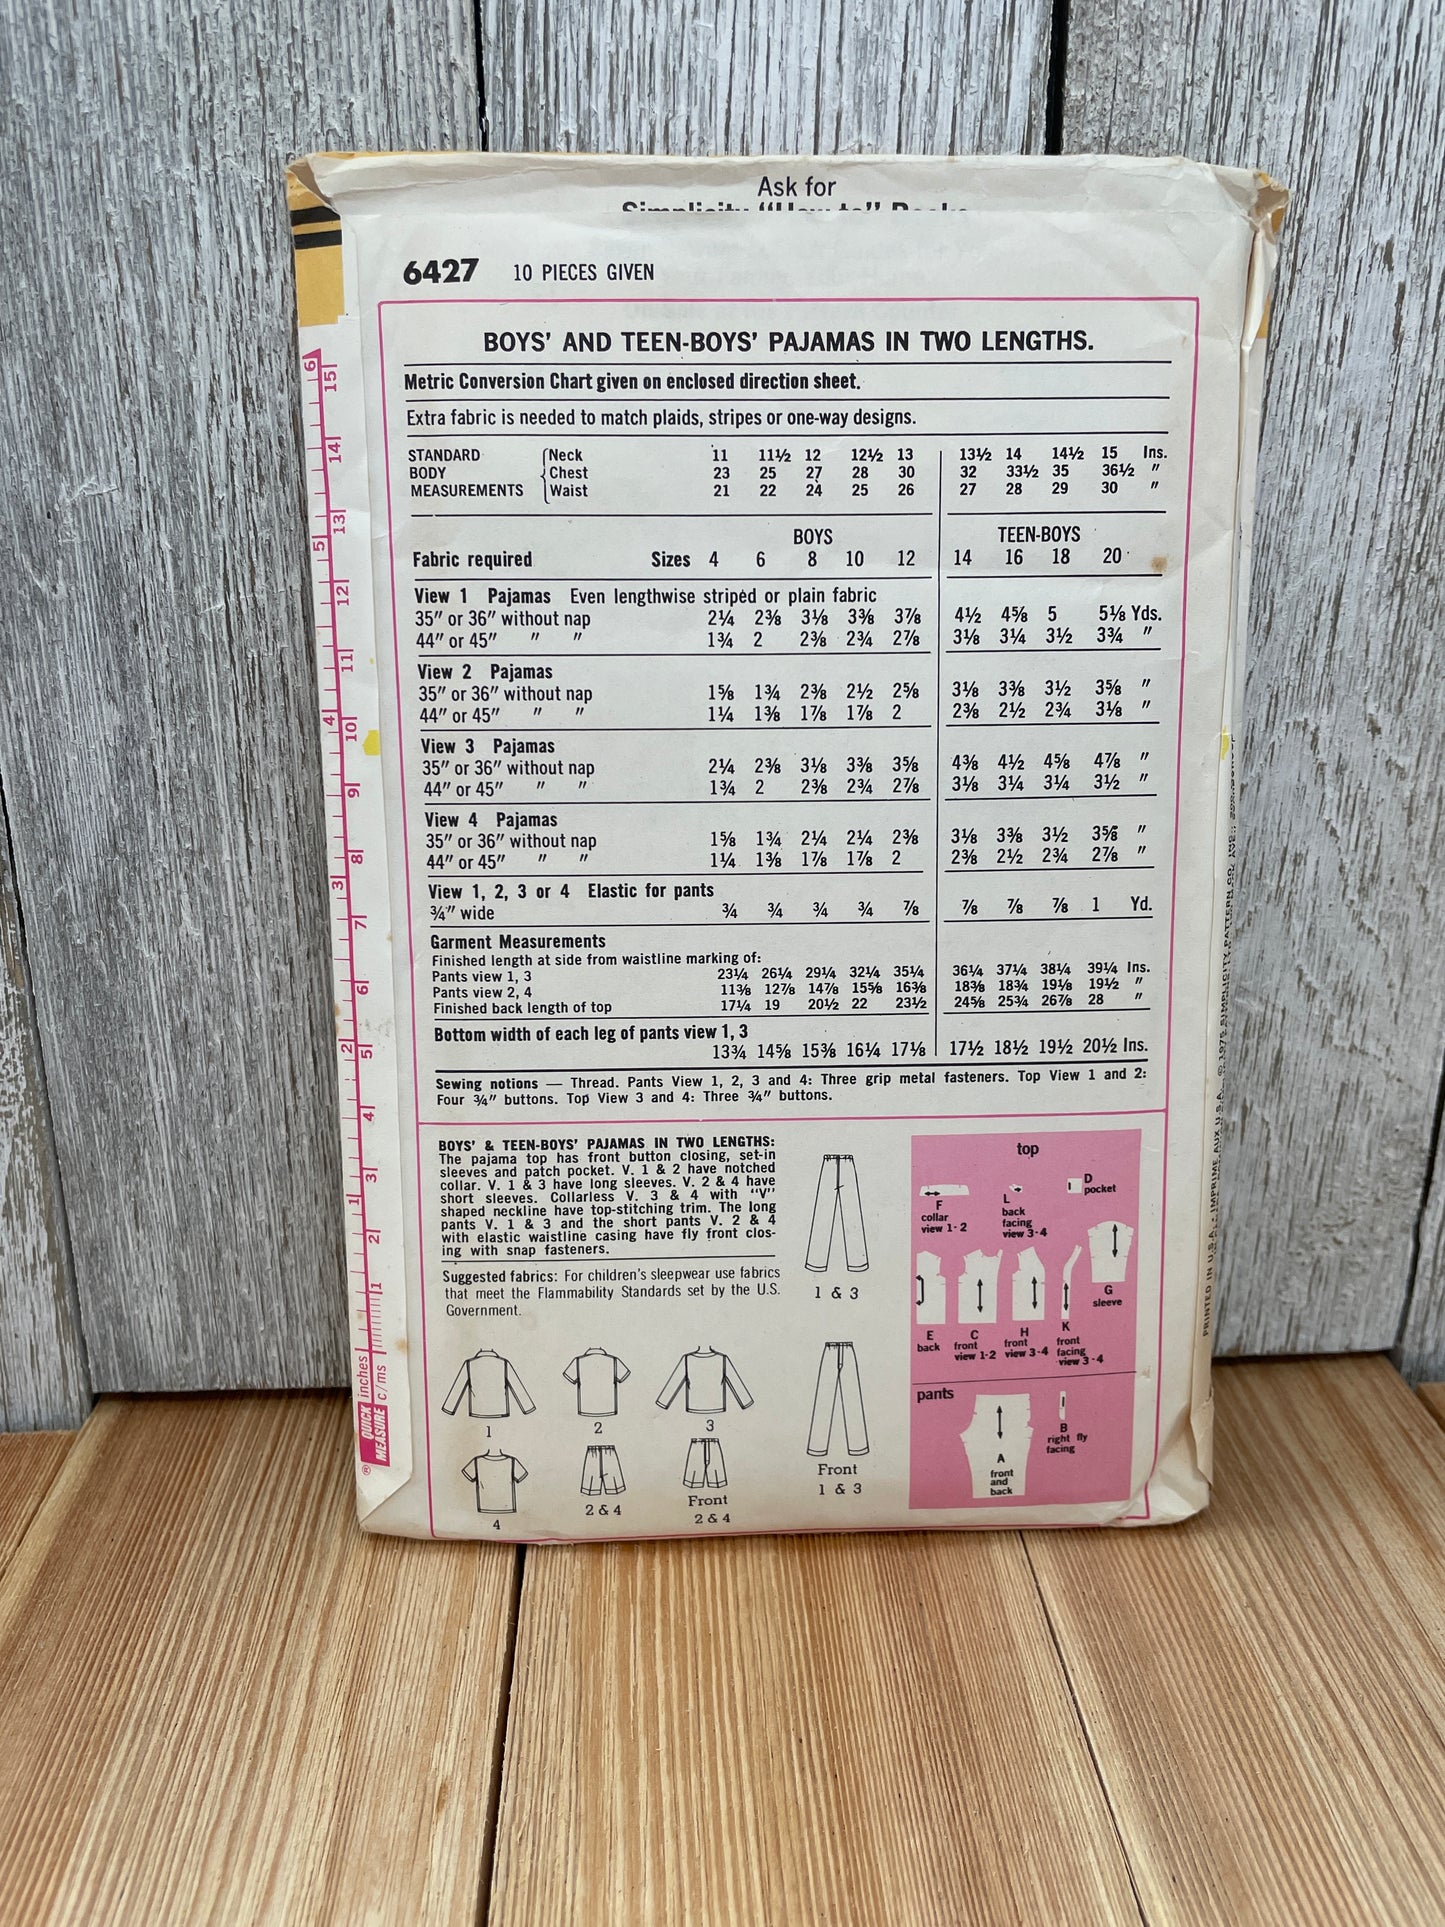 Ask for
6427 10 PIECES GIVEN
BOYS' AND TEEN-BOYS' PAJAMAS IN TWO LENGTHS.
Metric Conversion Chart given on enclosed direction sheet.
Extra fabric is needed to match plaids, stripes or one-way designs.
STANDARD Neck 11 11½ 12 12½ 13 13½ 14 14½ 15 Ins.
BODY Chest 23 25 27 28 30 32 33½ 35 36½ "
MEASUREMENTS Waist 21 22 24 25 26 27 28 29 30 "
BOYS TEEN-BOYS
Fabric required Sizes 4 6 8 10 12 14 16 18 20
View 1 Pajamas Even lengthwise striped or plain fabric
35" or 36" without nap 2¼ 2⅜ 3⅛ 3⅜ 3⅞ 4½ 4⅝ 5 5⅛ Yds.
44" or 45" " " 1¾ 2 2⅜ 2¾ 2⅞ 3⅛ 3¼ 3½ 3¾ "
View 2 Pajamas
35" or 36" without nap 1⅝ 1¾ 2⅜ 2½ 2⅝ 3⅛ 3⅜ 3½ 3⅝ "
44" or 45" " " 1¼ 1⅜ 1⅞ 1⅞ 2 2⅜ 2½ 2¾ 3⅛ "
View 3 Pajamas
35" or 36" without nap 2¼ 2⅜ 3⅛ 3⅜ 3⅝ 4⅜ 4½ 4⅝ 4⅞ "
44" or 45" " " 1¾ 2 2⅜ 2¾ 2⅞ 3⅛ 3¼ 3¼ 3½ "
View 4 Pajamas
35" or 36" without nap 1⅝ 1¾ 2¼ 2¼ 2⅜ 3⅛ 3⅜ 3½ 3⅝ "
44" or 45" " " 1¼ 1⅜ 1⅞ 1⅞ 2 2⅜ 2½ 2¾ 2⅞ "
View 1, 2, 3 or 4 Elastic for pants
¾" wide ¾ ¾ ¾ ¾ ⅞ ⅞ ⅞ ⅞ 1 Yd.
Garment Measurements
Finished length at side from waistline marking of:
Pants view 1, 3 23¼ 26¼ 29¼ 32¼ 35¼ 36¼ 37¼ 38¼ 39¼ Ins.
Pants view 2, 4 11⅜ 12⅞ 14⅞ 15⅝ 16⅜ 18⅜ 18¾ 19⅛ 19½ "
Finished back length of top 17¼ 19 20½ 22 23½ 24⅝ 25¾ 26⅞ 28 "
Bottom width of each leg of pants view 1, 3
13¾ 14⅝ 15⅜ 16¼ 17⅛ 17½ 18½ 19½ 20½ Ins.
Sewing notions — Thread. Pants View 1, 2, 3 and 4: Three grip metal fasteners. Top View 1 and 2:
Four ¾" buttons. Top View 3 and 4: Three ¾" buttons.
BOYS' & TEEN-BOYS' PAJAMAS IN TWO LENGTHS:
The pajama top has front button closing, set-in
sleeves and patch pocket. V. 1 & 2 have notched
collar. V. 1 & 3 have long sleeves. V. 2 & 4 have
short sleeves. Collarless V. 3 & 4 with "V"
shaped neckline have top-stitching trim. The long
pants V. 1 & 3 and the short pants V. 2 & 4
with elastic waistline casing have fly front clos-
ing with snap fasteners.
Suggested fabrics: For children's sleepwear use fabrics
that meet the Flammability Standards set by the U.S.
Government.
1 & 3
1
2
3
4
2 & 4
Front
2 & 4
Front
1 & 3
top
F
collar
view 1-2
L
back
facing
view 3-4
D
pocket
G
sleeve
E
back
C
front
view 1-2
H
front
view 3-4
K
front
facing
view 3-4
pants
A
front
and
back
B
right fly
facing
QUICK
MEASURE
inches
c/ms
®
1 2 3 4 5 6
1 2 3 4 5 6 7 8 9 10 11 12 13 14 15
PRINTED IN U.S.A. · IMPRIME AUX U.S.A. © 1975 SIMPLICITY PATTERN CO. INC.